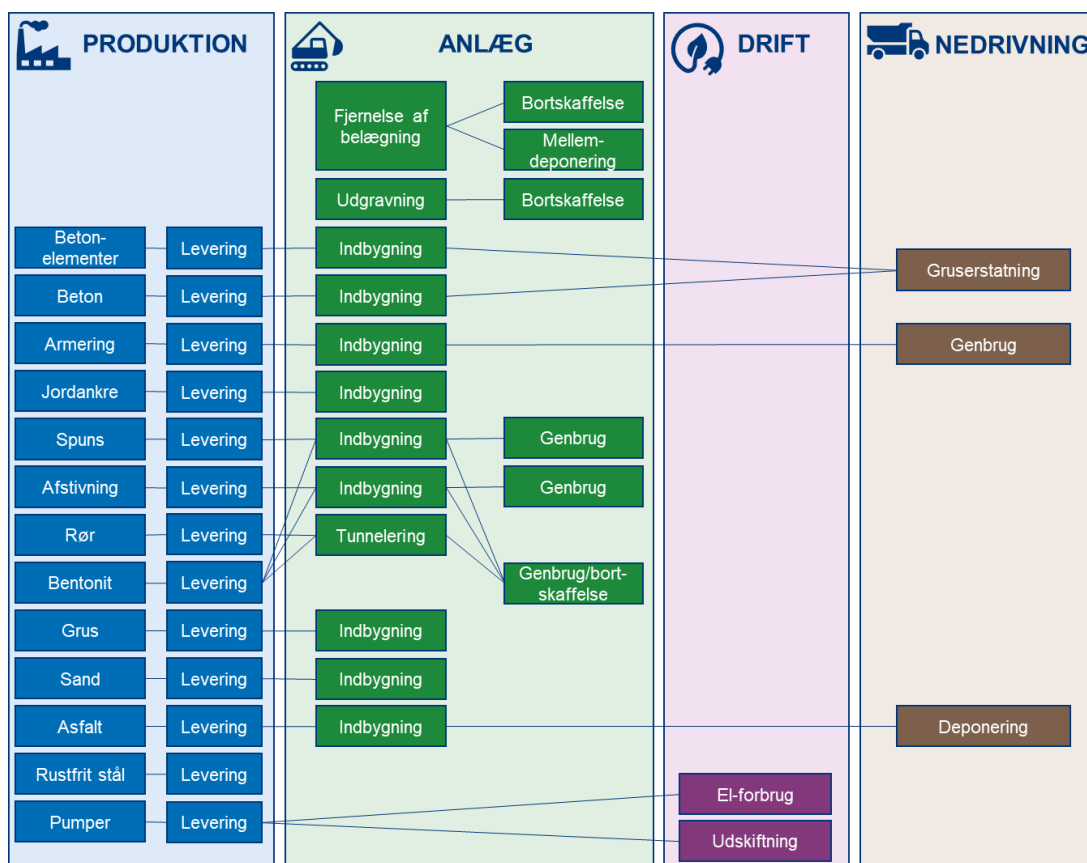 PRODUKTION
ANLÆG
DRIFT
NEDRIVNING
Fjernelse af
belægning
Bortskaffelse
Mellem-
deponering
Udgravning
Bortskaffelse
Beton-
elementer
Levering
Indbygning
Gruserstatning
Beton
Levering
Indbygning
Armering
Levering
Indbygning
Genbrug
Jordankre
Levering
Indbygning
Spuns
Levering
Indbygning
Genbrug
Afstivning
Levering
Indbygning
Genbrug
Rør
Levering
Tunnelering
Bentonit
Levering
Genbrug/bort-
skaffelse
Grus
Levering
Indbygning
Sand
Levering
Indbygning
Asfalt
Levering
Indbygning
Deponering
Rustfrit stål
Levering
El-forbrug
Pumper
Levering
Udskiftning